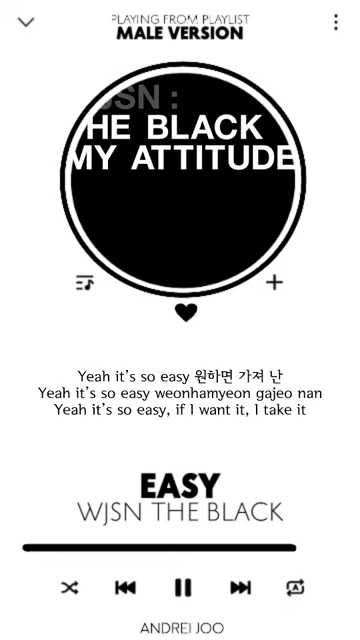 PLAYING FROM PLAYLIST
MALE VERSION
JSN :
HE BLACK
MY ATTITUDE
Yeah it's so easy 원하면 가져 난
Yeah it's so easy weonhamyeon gajeo nan
Yeah it's so easy, if I want it, I take it
EASY
WJSN THE BLACK
A
ANDREI JOO